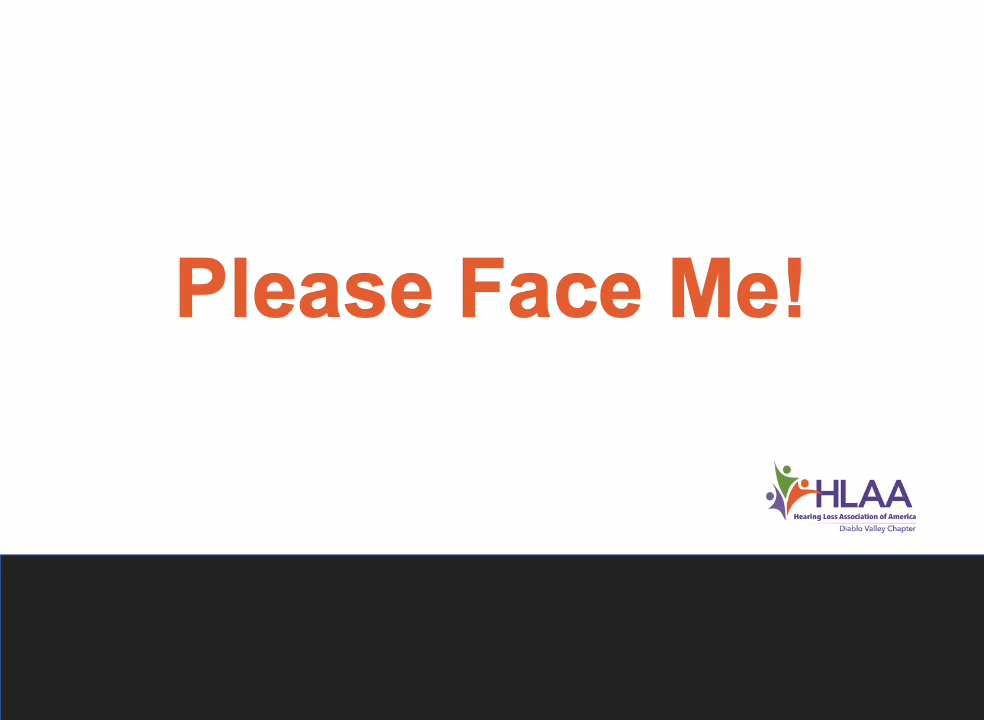 Please Face Me!
HLAA
Hearing Loss Association of America
Diablo Valley Chapter